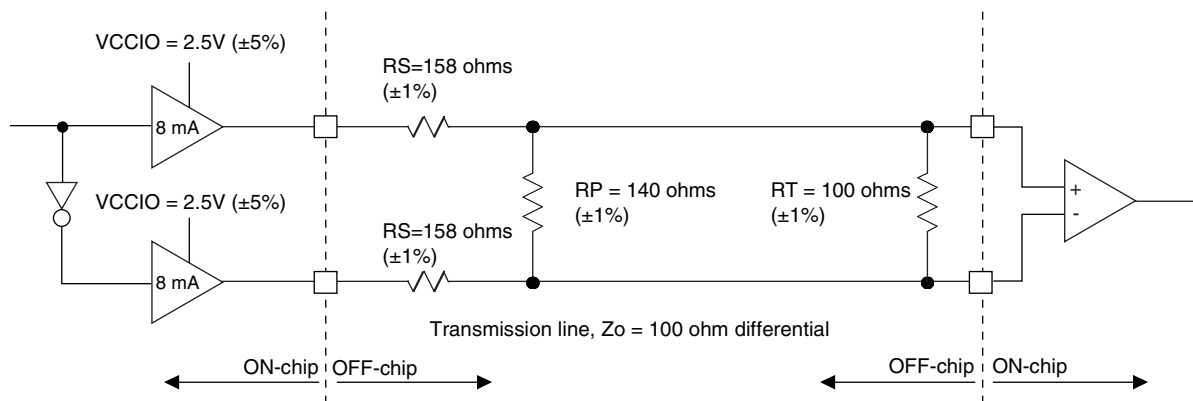 VCCIO = 2.5V (±5%)
RS=158 ohms
(±1%)
8 mA
VCCIO = 2.5V (±5%)
RS=158 ohms
(±1%)
8 mA
RP = 140 ohms
(±1%)
RT = 100 ohms
(±1%)
+
-
Transmission line, Zo = 100 ohm differential
ON-chip
OFF-chip
OFF-chip
ON-chip